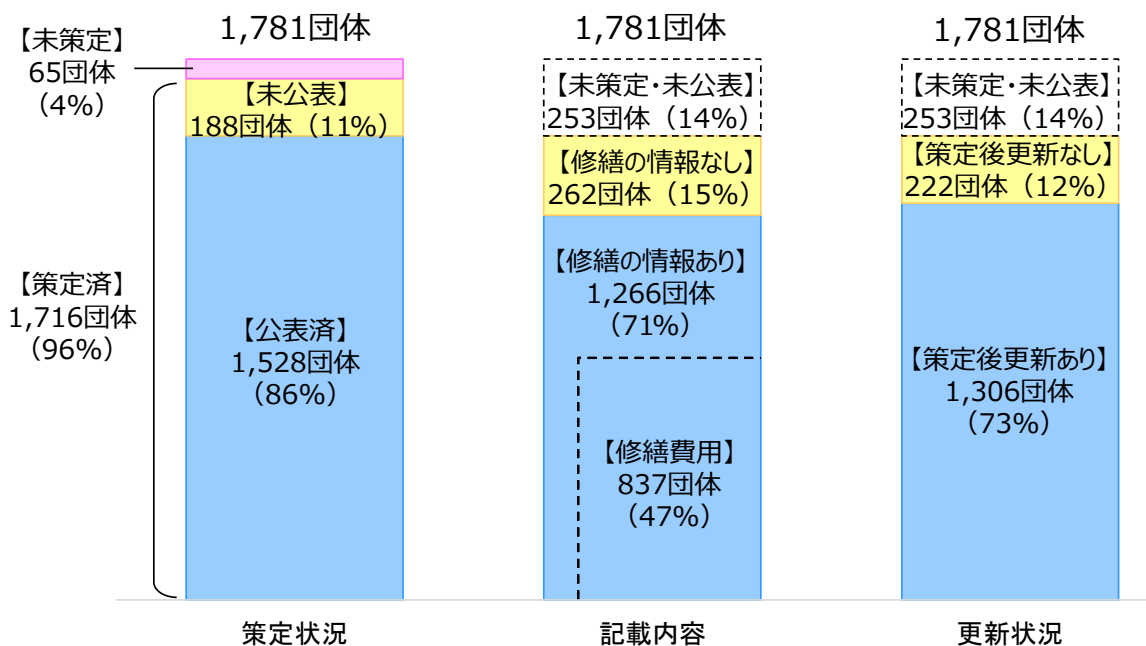 1,781団体
【未策定】
65団体
（4%）
【未公表】
188団体（11%）
【策定済】
1,716団体
（96%）
【公表済】
1,528団体
（86%）
策定状況
1,781団体
【未策定・未公表】
253団体（14%）
【修繕の情報なし】
262団体（15%）
【修繕の情報あり】
1,266団体
（71%）
【修繕費用】
837団体
（47%）
記載内容
1,781団体
【未策定・未公表】
253団体（14%）
【策定後更新なし】
222団体（12%）
【策定後更新あり】
1,306団体
（73%）
更新状況